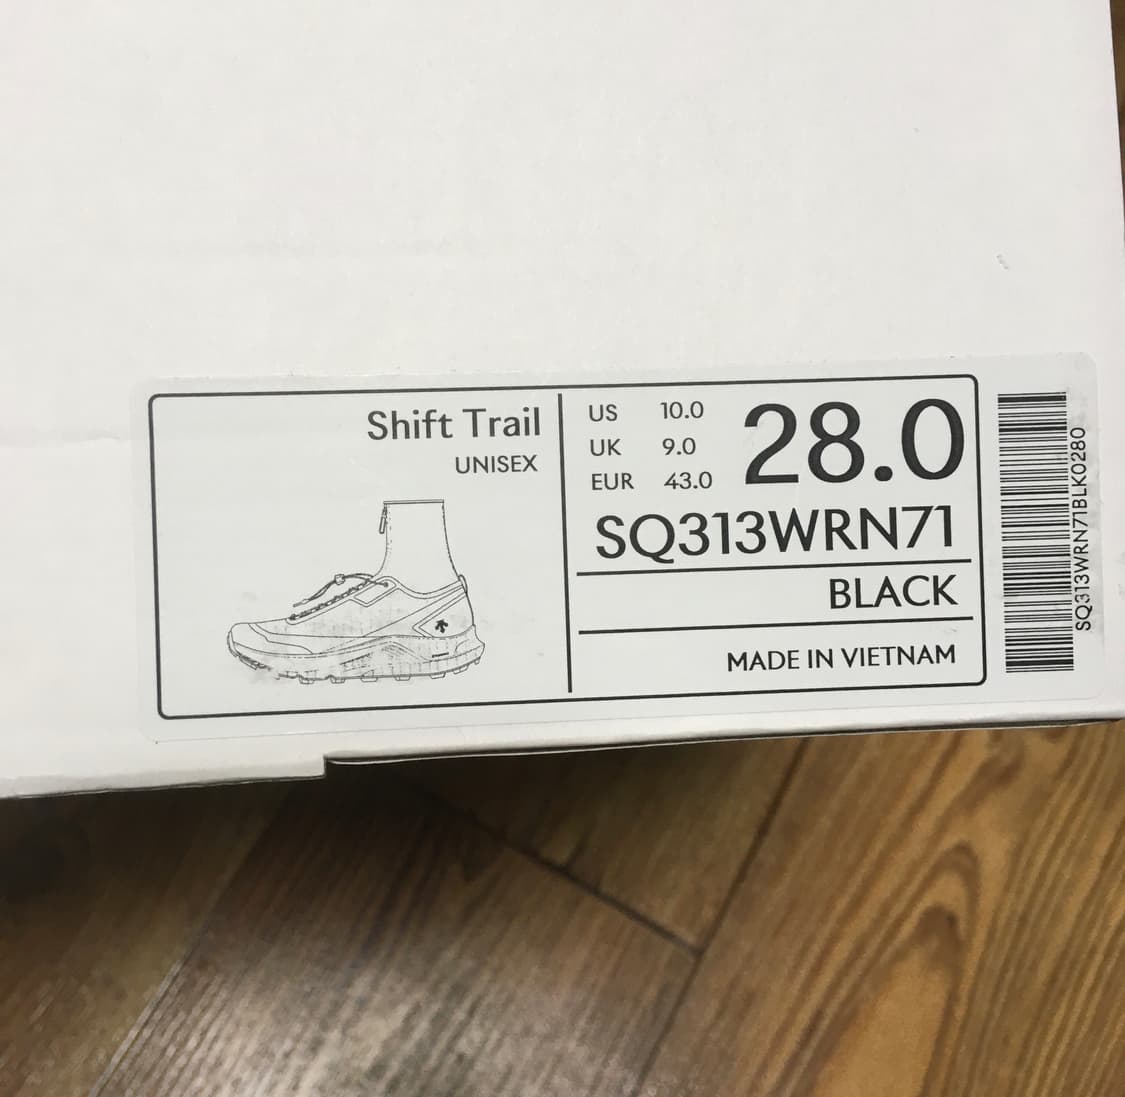 Shift Trail
UNISEX
US 10.0
UK 9.0
EUR 43.0
28.0
SQ313WRN71
BLACK
MADE IN VIETNAM
SQ313WRN71BLK0280